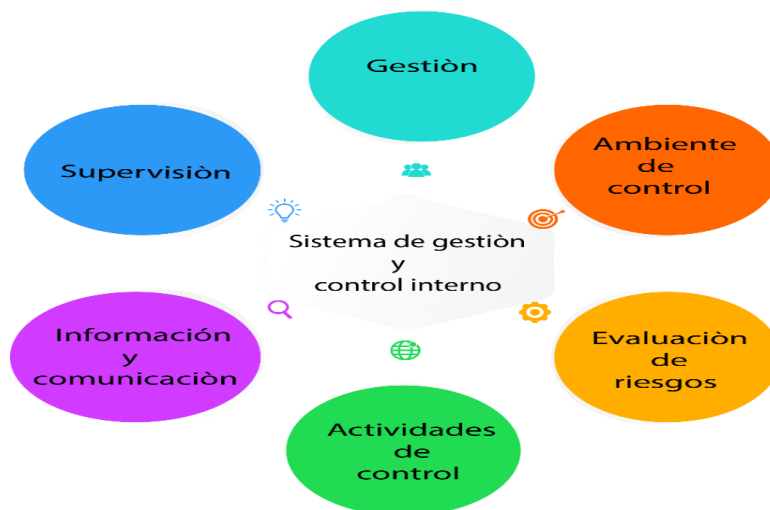 Gestiòn
Ambiente
de
control
Supervisiòn
Sistema de gestiòn
y
control interno
Información
y
comunicaciòn
Evaluaciòn
de
riesgos
Actividades
de
control